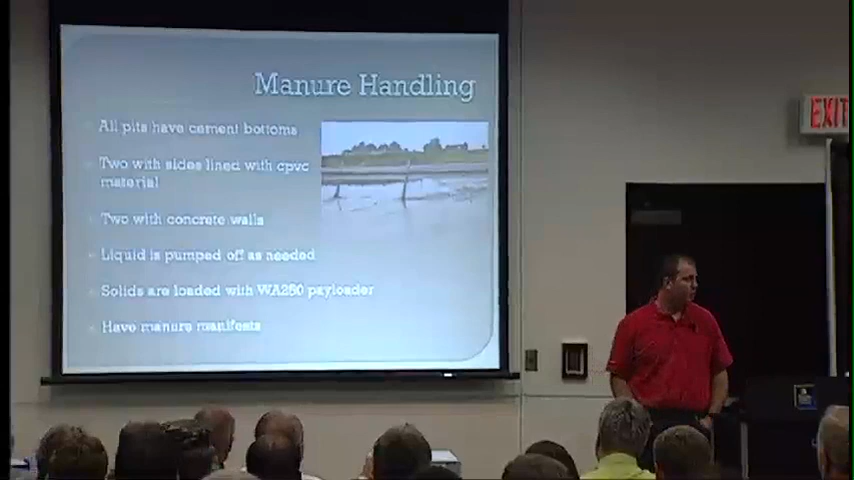 Manure Handling
All pits have cement bottoms
Two with sides lined with cpvc
material
Two with concrete walls
Liquid is pumped off as needed
Solids are loaded with WA250 payloader
Have manure manifests
EXIT